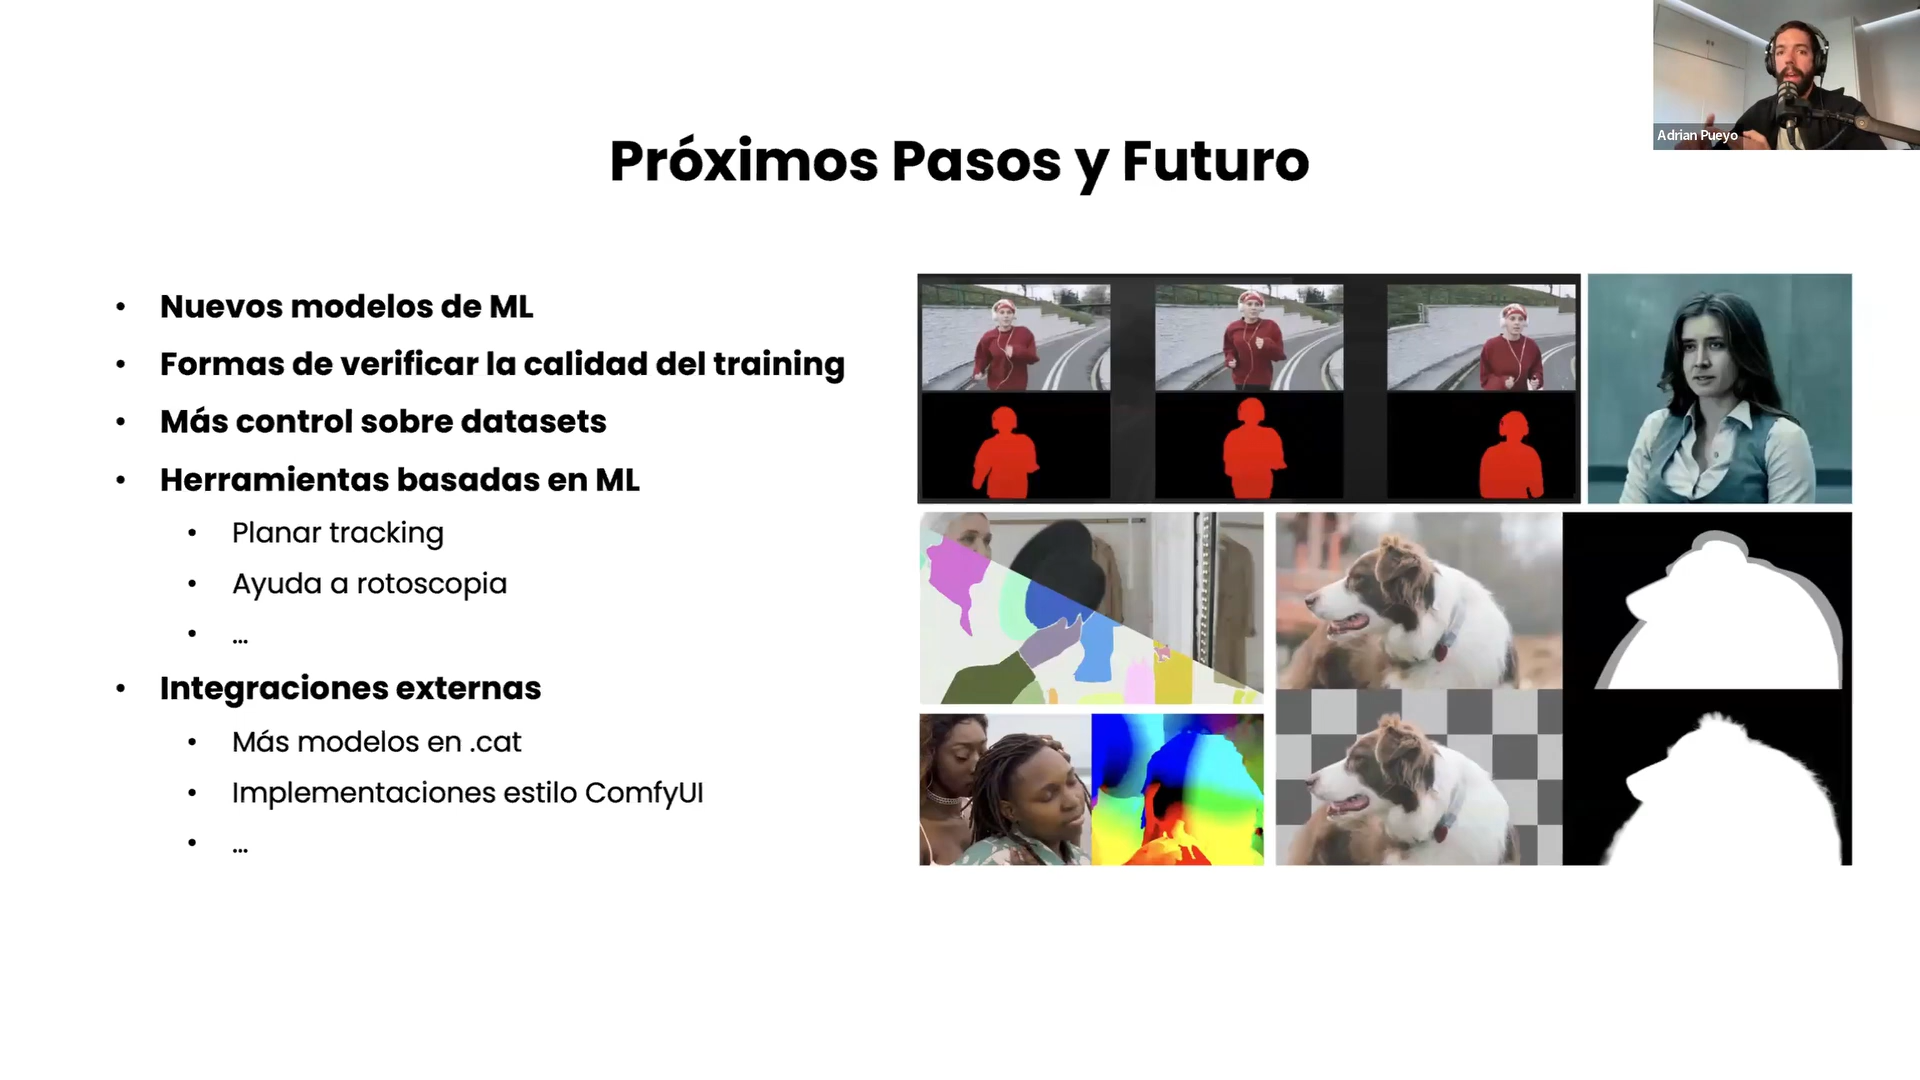 Adrian Pueyo
Próximos Pasos y Futuro
• Nuevos modelos de ML
• Formas de verificar la calidad del training
• Más control sobre datasets
• Herramientas basadas en ML
• Planar tracking
• Ayuda a rotoscopia
• ...
• Integraciones externas
• Más modelos en .cat
• Implementaciones estilo ComfyUI
• ...